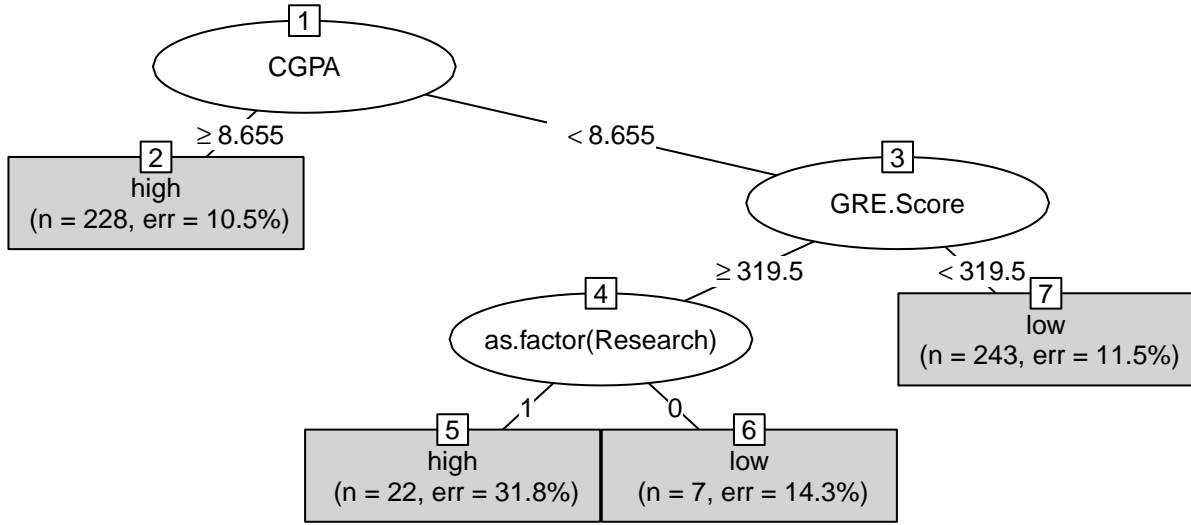 1
CGPA
≥ 8.655
< 8.655
2
high
(n = 228, err = 10.5%)
3
GRE.Score
≥ 319.5
< 319.5
4
as.factor(Research)
7
low
(n = 243, err = 11.5%)
1
0
5
high
(n = 22, err = 31.8%)
6
low
(n = 7, err = 14.3%)